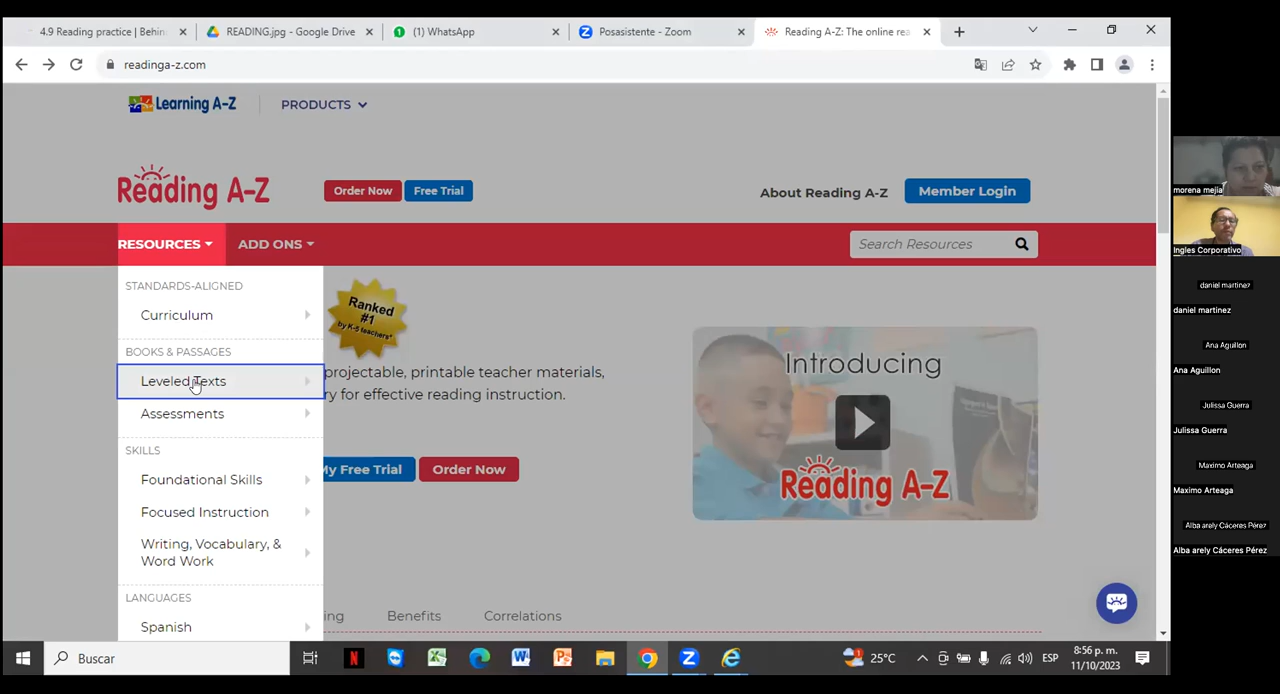 4.9 Reading practice | Behin
READING.jpg - Google Drive
(1) WhatsApp
Posasistente - Zoom
Reading A-Z: The online rea
readinga-z.com
Learning A-Z
PRODUCTS
Reading A-Z
Order Now
Free Trial
About Reading A-Z
Member Login
RESOURCES
ADD ONS
Search Resources
STANDARDS-ALIGNED
Curriculum
BOOKS & PASSAGES
Leveled Texts
Assessments
SKILLS
Foundational Skills
Focused Instruction
Writing, Vocabulary, &
Word Work
LANGUAGES
Spanish
Ranked
#1
by K-5 teachers*
projectable, printable teacher materials,
ry for effective reading instruction.
My Free Trial
Order Now
Introducing
Reading A-Z
ing
Benefits
Correlations
morena mejia
Ingles Corporativo
daniel martinez
daniel martinez
Ana Aguillon
Ana Aguillon
Julissa Guerra
Julissa Guerra
Maximo Arteaga
Maximo Arteaga
Alba arely Cáceres Pérez
Alba arely Cáceres Pérez
Buscar
25°C
ESP
8:56 p. m.
11/10/2023